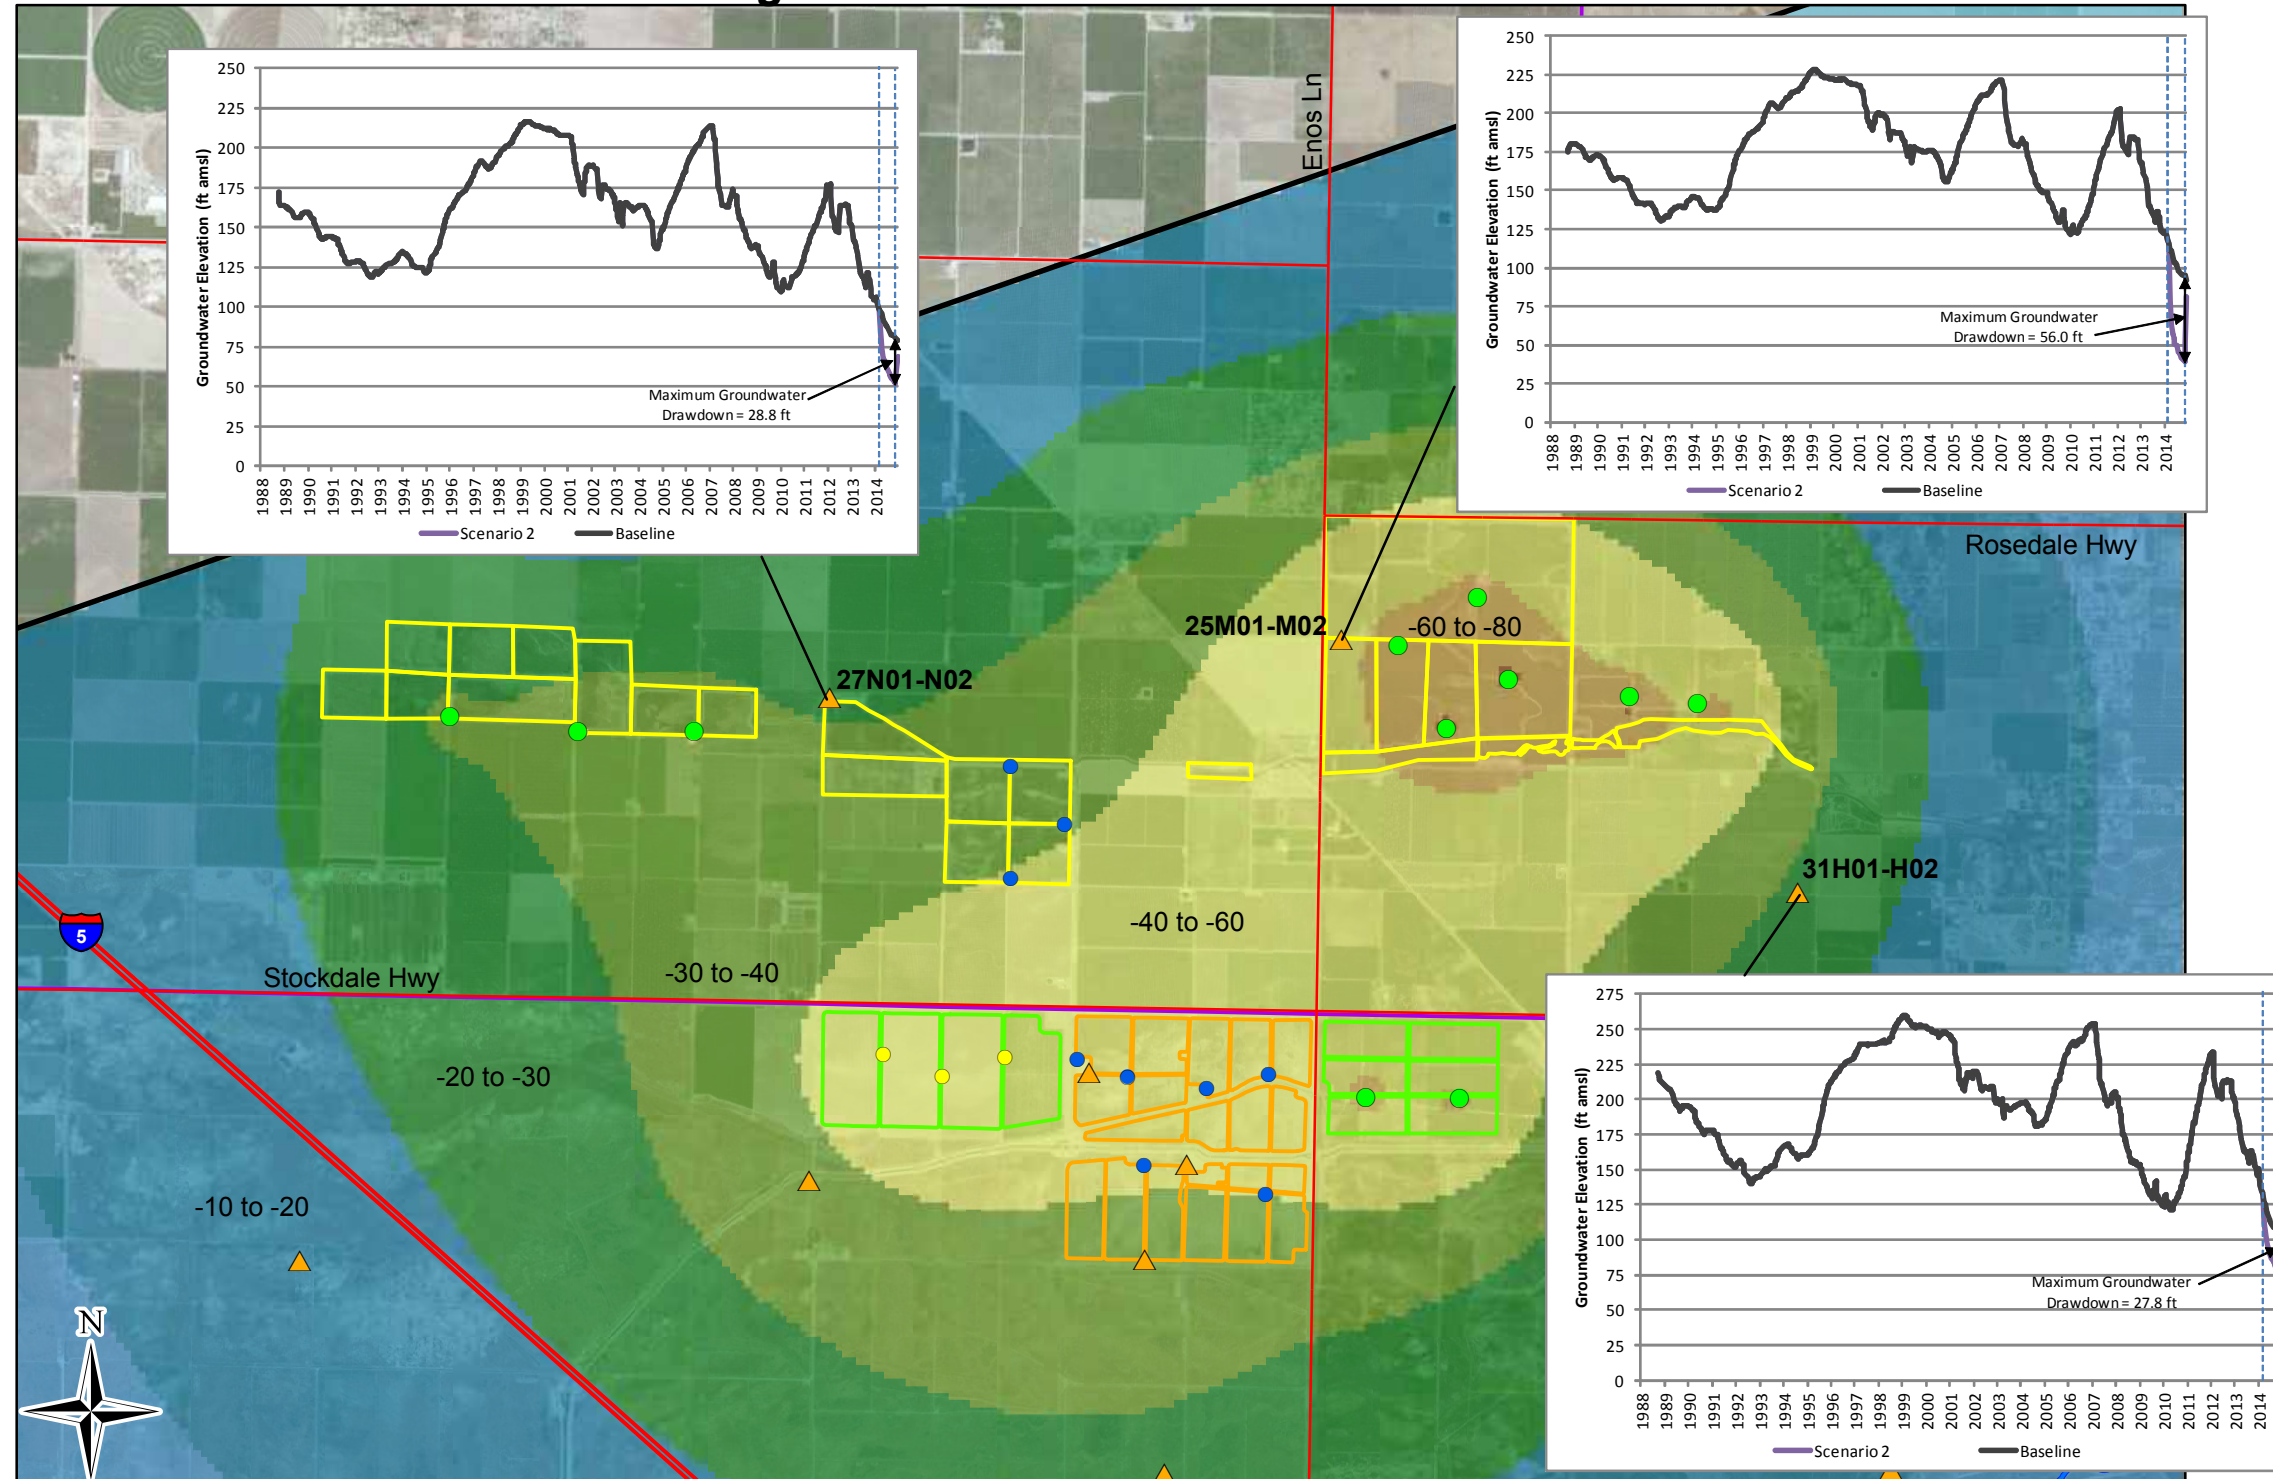 g
250
225
200
175
150
125
100
75
50
25
0
Groundwater Elevation (ft amsl)
Maximum Groundwater
Drawdown = 28.8 ft
1988 1989 1990 1991 1992 1993 1994 1995 1996 1997 1998 1999 2000 2001 2002 2003 2004 2005 2006 2007 2008 2009 2010 2011 2012 2013 2014
Scenario 2 Baseline
Enos Ln
250
225
200
175
150
125
100
75
50
25
0
Groundwater Elevation (ft amsl)
Maximum Groundwater
Drawdown = 56.0 ft
1988 1989 1990 1991 1992 1993 1994 1995 1996 1997 1998 1999 2000 2001 2002 2003 2004 2005 2006 2007 2008 2009 2010 2011 2012 2013 2014
Scenario 2 Baseline
Rosedale Hwy
25M01-M02
-60 to -80
27N01-N02
31H01-H02
-40 to -60
5
Stockdale Hwy
-30 to -40
-20 to -30
-10 to -20
N
275
250
225
200
175
150
125
100
75
50
25
0
Groundwater Elevation (ft amsl)
Maximum Groundwater
Drawdown = 27.8 ft
1988 1989 1990 1991 1992 1993 1994 1995 1996 1997 1998 1999 2000 2001 2002 2003 2004 2005 2006 2007 2008 2009 2010 2011 2012 2013 2014
Scenario 2 Baseline